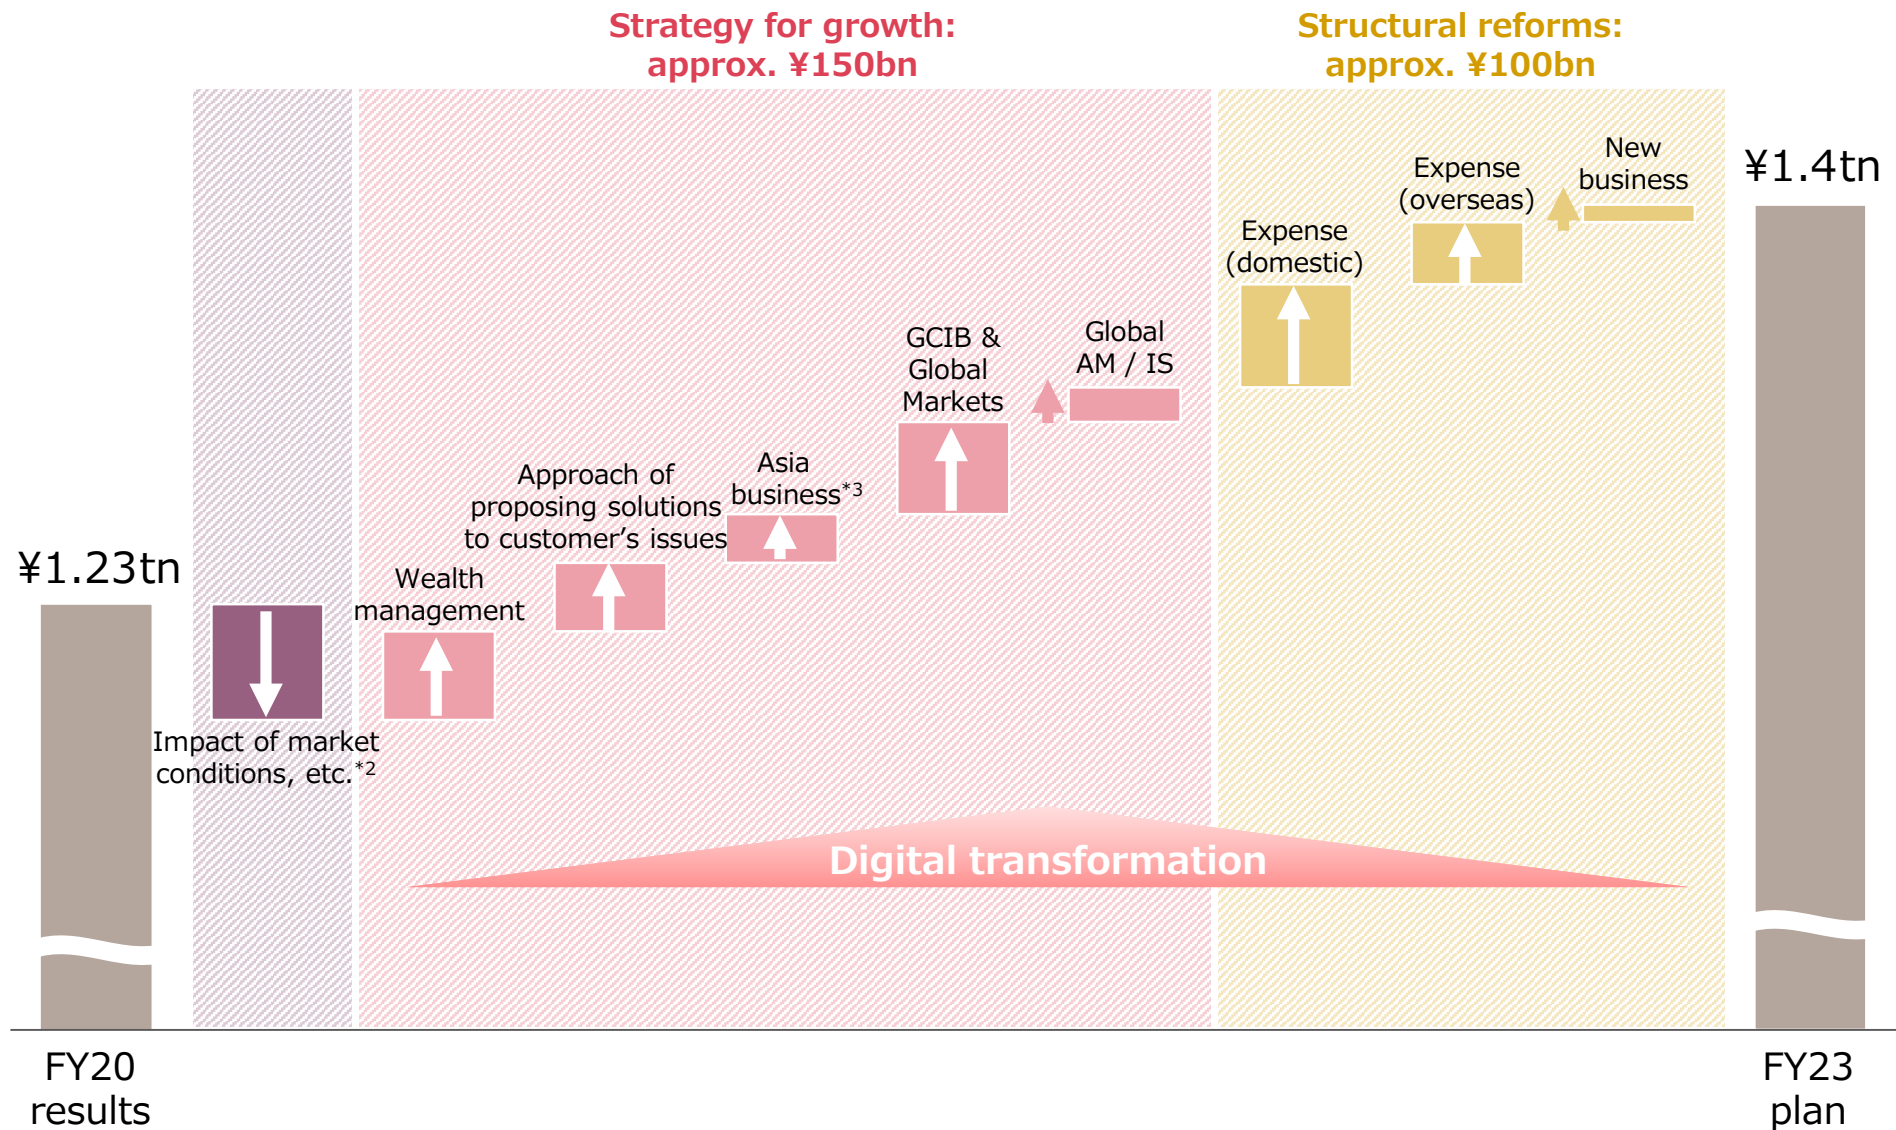 Strategy for growth:
approx. ¥150bn
Structural reforms:
approx. ¥100bn
¥1.23tn
Impact of market
conditions, etc.*2
Wealth
management
Approach of
proposing solutions
to customer’s issues
Asia
business*3
GCIB &
Global
Markets
Global
AM / IS
Expense
(domestic)
Expense
(overseas)
New
business
¥1.4tn
Digital transformation
FY20
results
FY23
plan